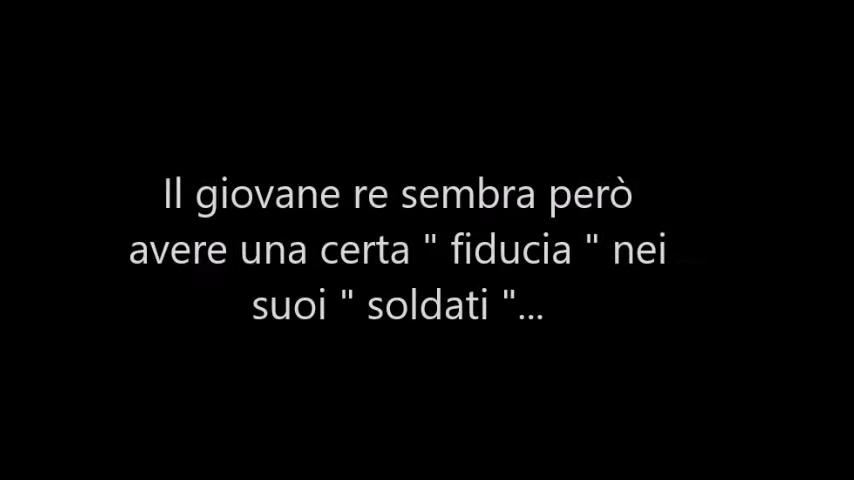 Il giovane re sembra però
avere una certa " fiducia " nei
suoi " soldati "...